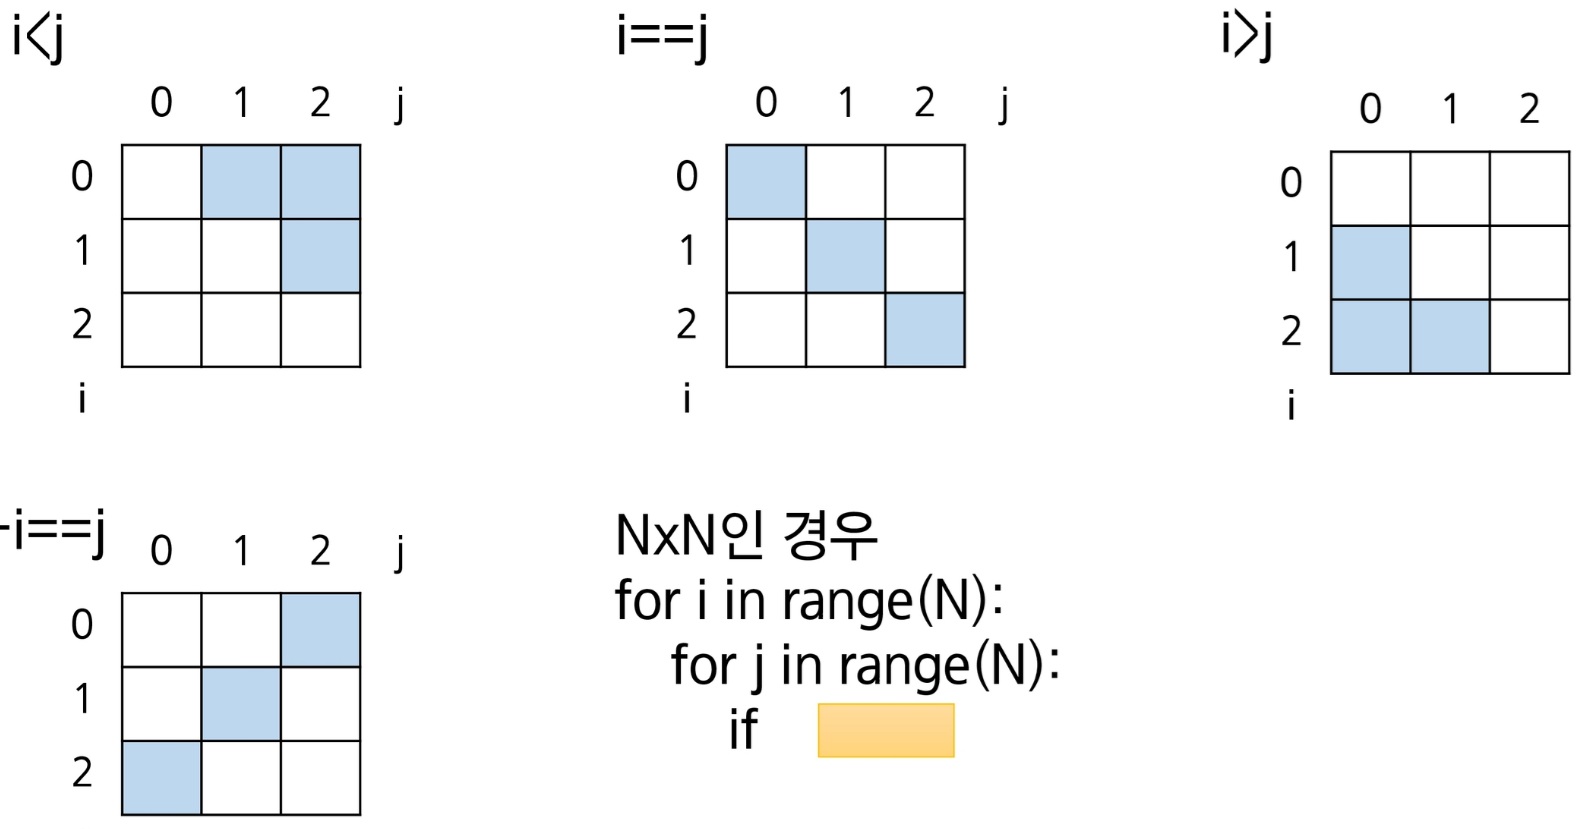 i<j
0 1 2 j
0
1
2
i
i==j
0 1 2 j
0
1
2
i
i>j
0 1 2
0
1
2
i
-i==j
0 1 2 j
0
1
2
NxN인 경우
for i in range(N):
for j in range(N):
if